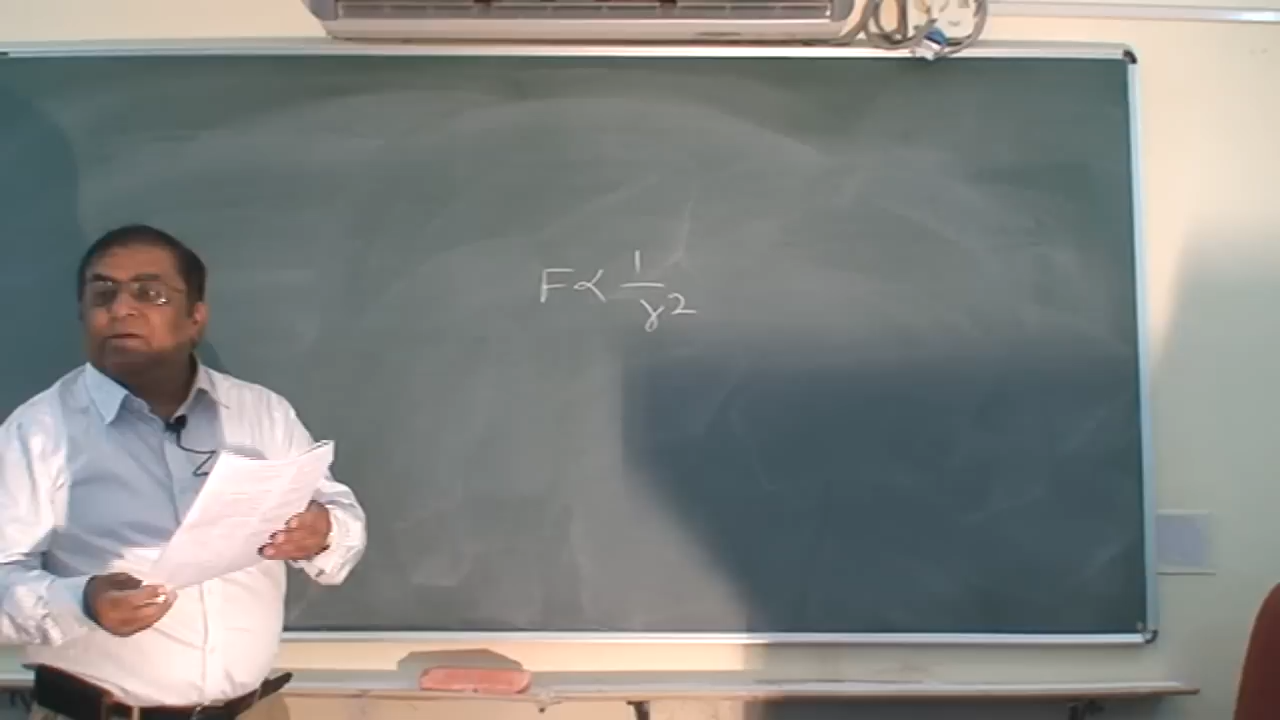 F ∝ 1/r²